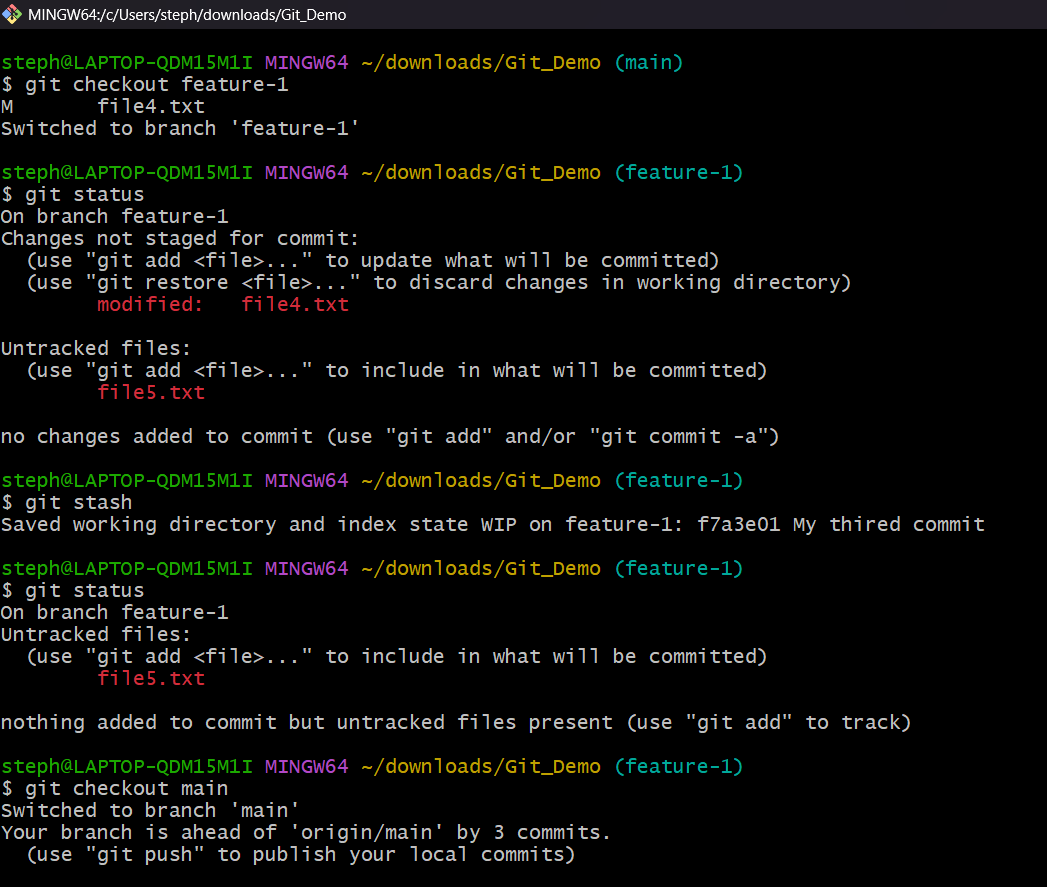 MINGW64:/c/Users/steph/downloads/Git_Demo
steph@LAPTOP-QDM15M1I MINGW64 ~/downloads/Git_Demo (main)
$ git checkout feature-1
M       file4.txt
Switched to branch 'feature-1'
steph@LAPTOP-QDM15M1I MINGW64 ~/downloads/Git_Demo (feature-1)
$ git status
On branch feature-1
Changes not staged for commit:
  (use "git add <file>..." to update what will be committed)
  (use "git restore <file>..." to discard changes in working directory)
        modified:   file4.txt
Untracked files:
  (use "git add <file>..." to include in what will be committed)
        file5.txt
no changes added to commit (use "git add" and/or "git commit -a")
steph@LAPTOP-QDM15M1I MINGW64 ~/downloads/Git_Demo (feature-1)
$ git stash
Saved working directory and index state WIP on feature-1: f7a3e01 My thired commit
steph@LAPTOP-QDM15M1I MINGW64 ~/downloads/Git_Demo (feature-1)
$ git status
On branch feature-1
Untracked files:
  (use "git add <file>..." to include in what will be committed)
        file5.txt
nothing added to commit but untracked files present (use "git add" to track)
steph@LAPTOP-QDM15M1I MINGW64 ~/downloads/Git_Demo (feature-1)
$ git checkout main
Switched to branch 'main'
Your branch is ahead of 'origin/main' by 3 commits.
  (use "git push" to publish your local commits)